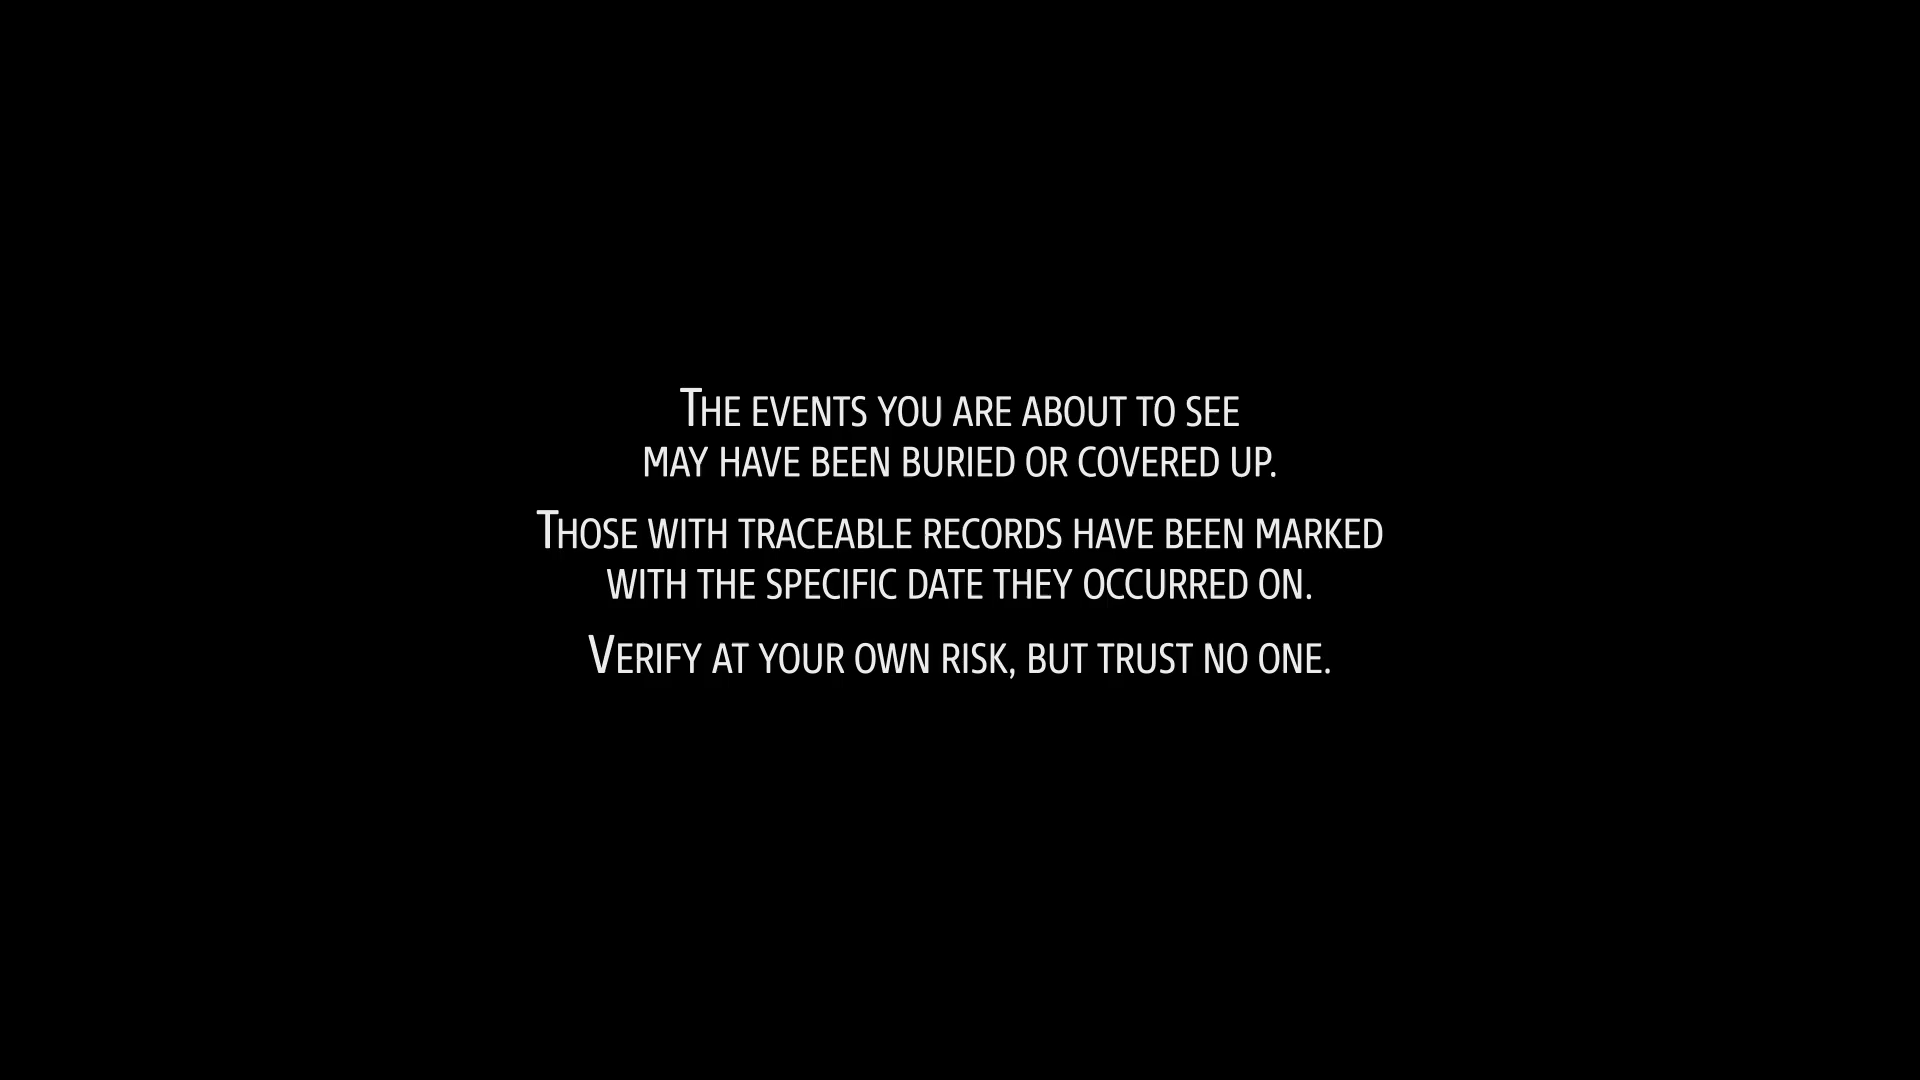 The events you are about to see
may have been buried or covered up.
Those with traceable records have been marked
with the specific date they occurred on.
Verify at your own risk, but trust no one.